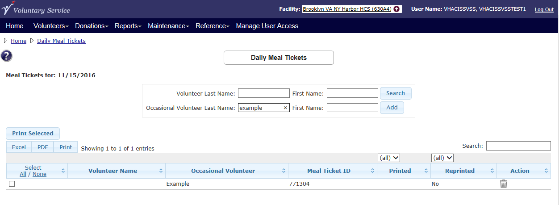 Voluntary Service
Facility: Brooklyn VA NY Harbor HCS (630A4) User Name: VHACISSVSS, VHACISSVSSTEST1 Log Out
Home Volunteers Donations Reports Maintenance Reference Manage User Access
Home Daily Meal Tickets
Daily Meal Tickets
Meal Tickets for: 11/15/2016
Volunteer Last Name: First Name: Search
Occasional Volunteer Last Name: example × First Name: Add
Print Selected
Excel PDF Print Showing 1 to 1 of 1 entries Search:
(all) (all)
Select All / None Volunteer Name Occasional Volunteer Meal Ticket ID Printed Reprinted Action
Example 771304 No